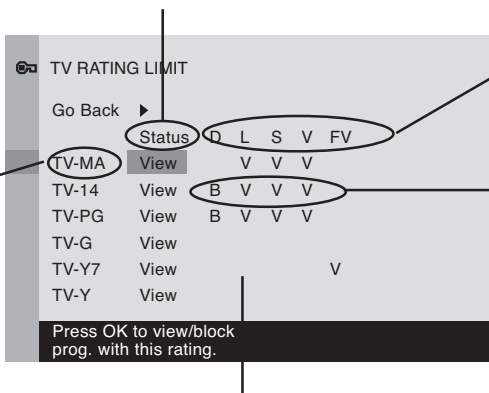 TV RATING LIMIT
Go Back
Status D L S V FV
TV-MA View V V V
TV-14 View B V V V
TV-PG View B V V V
TV-G View
TV-Y7 View V
TV-Y View
Press OK to view/block
prog. with this rating.